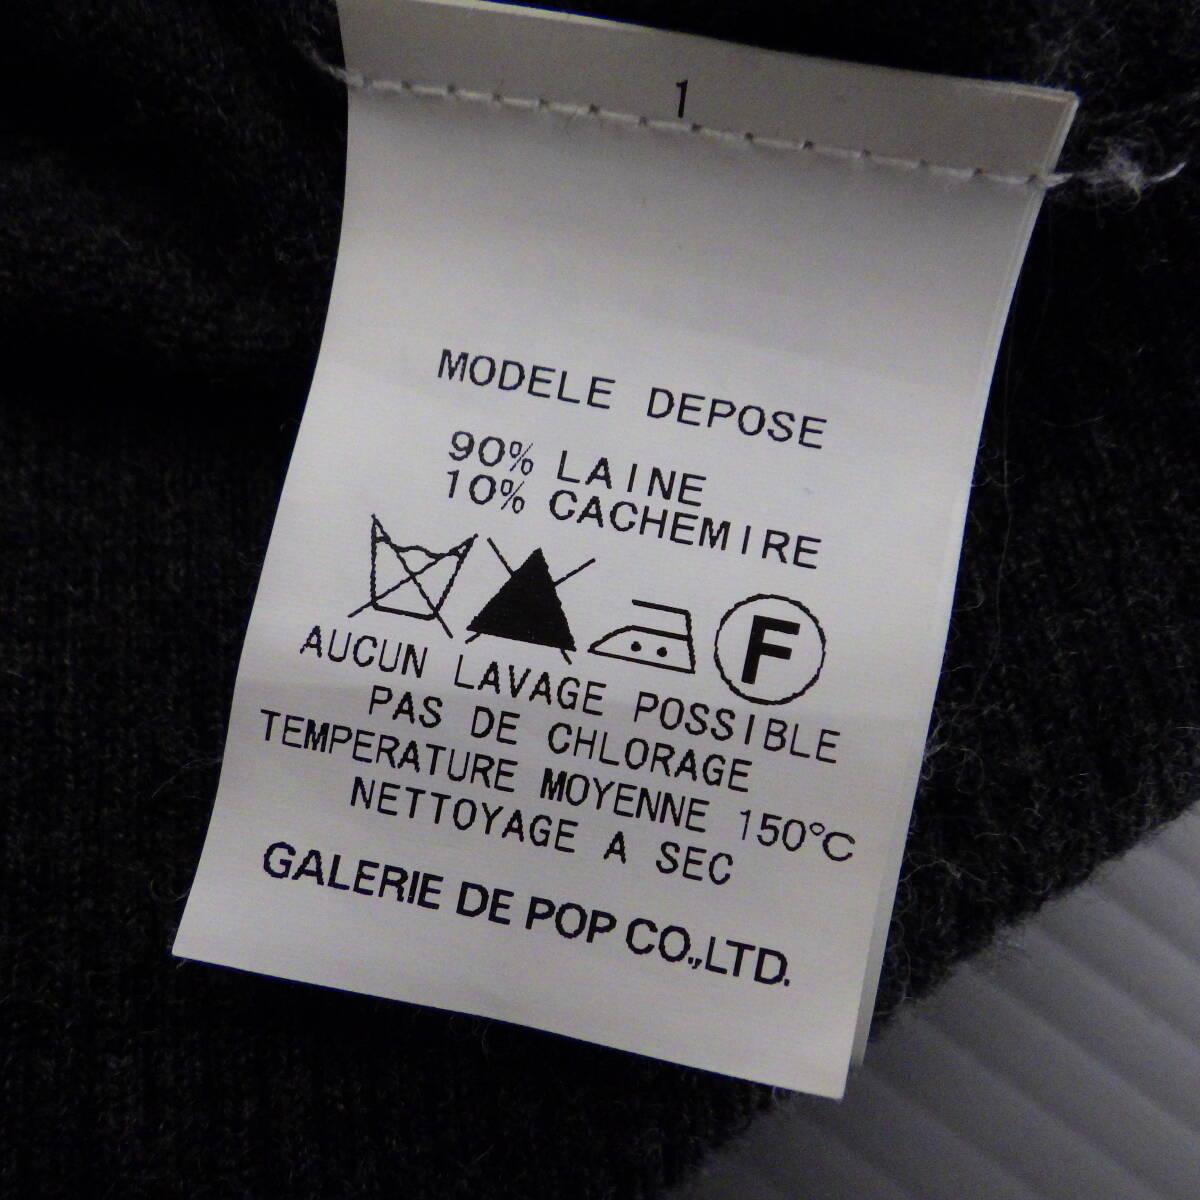 1
MODELE DEPOSE
90% LAINE
10% CACHEMIRE
F
AUCUN LAVAGE POSSIBLE
PAS DE CHLORAGE
TEMPERATURE MOYENNE 150°C
NETTOYAGE A SEC
GALERIE DE POP CO.,LTD.